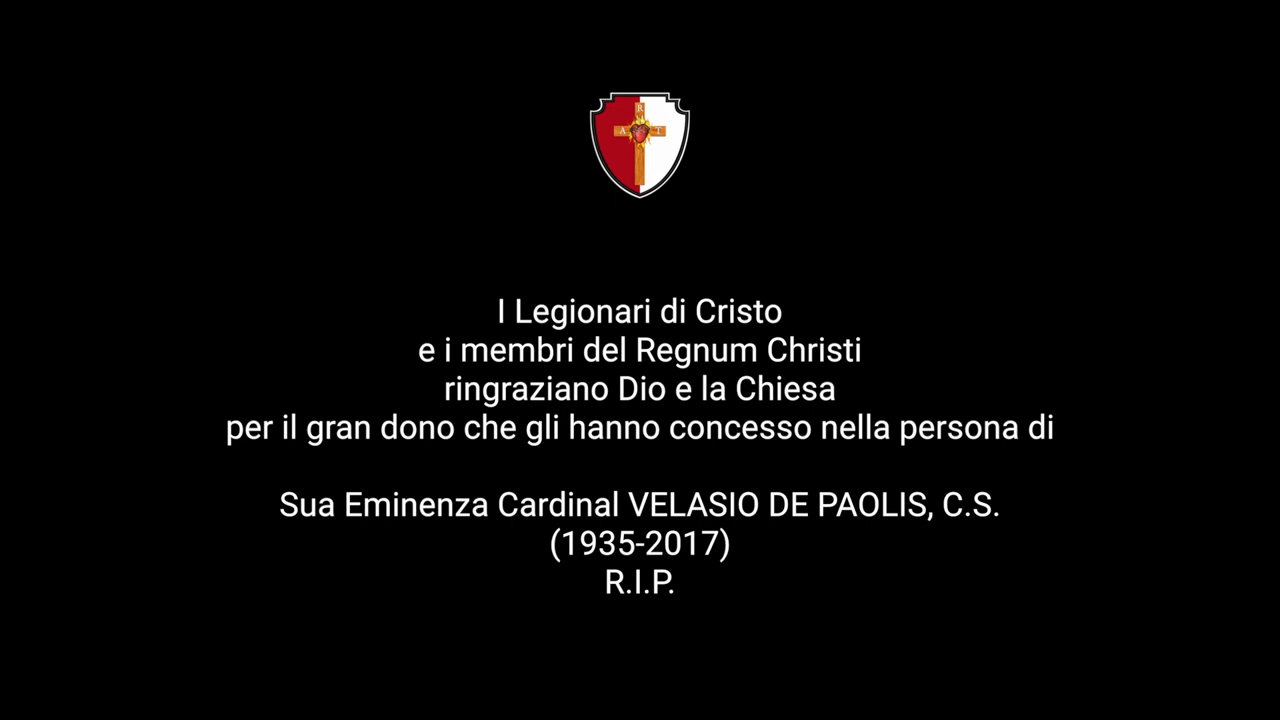 R
A T
I Legionari di Cristo
e i membri del Regnum Christi
ringraziano Dio e la Chiesa
per il gran dono che gli hanno concesso nella persona di
Sua Eminenza Cardinal VELASIO DE PAOLIS, C.S.
(1935-2017)
R.I.P.